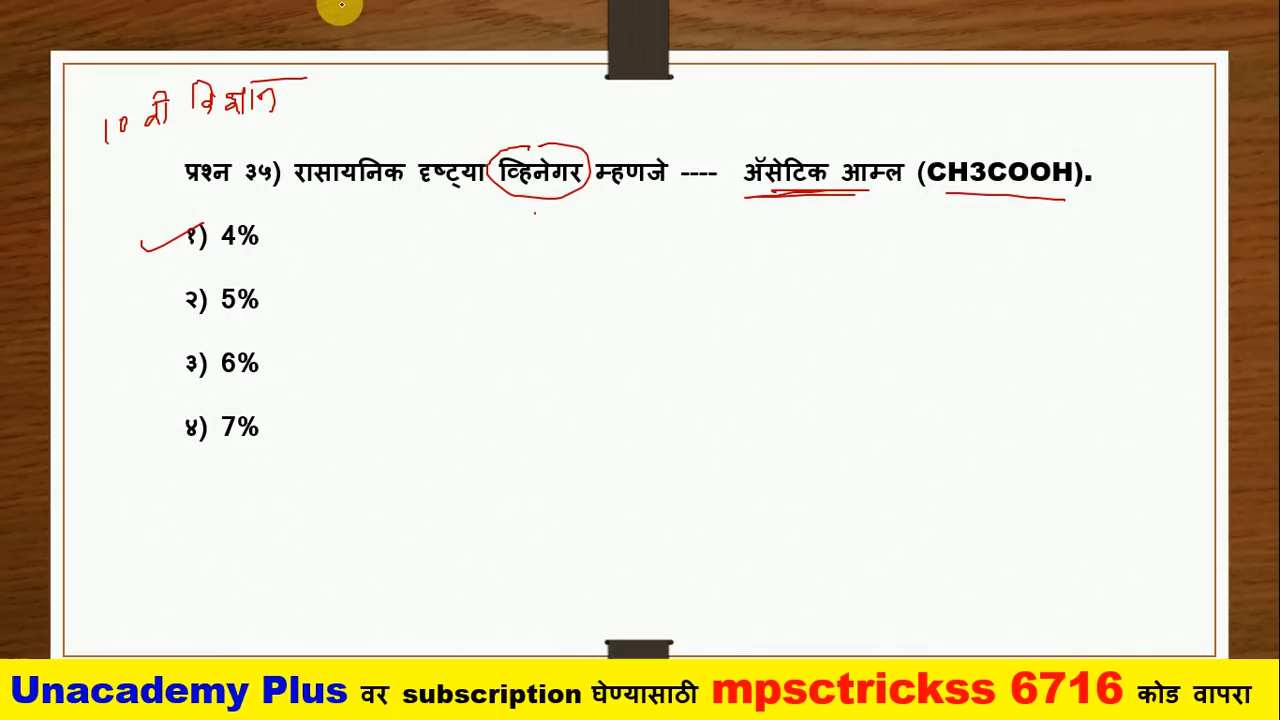 १० वी विज्ञान
प्रश्न ३५) रासायनिक दृष्ट्या व्हिनेगर म्हणजे ---- ॲसेटिक आम्ल (CH3COOH).
१) 4%
२) 5%
३) 6%
४) 7%
Unacademy Plus वर subscription घेण्यासाठी mpsctrickss 6716 कोड वापरा